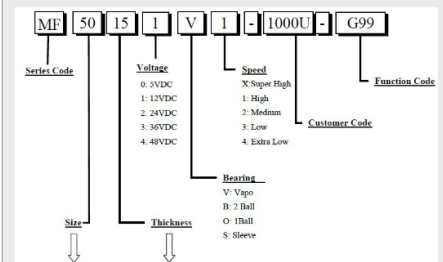 MF 50 15 1 V 1 - 1000U - G99
Series Code
Voltage
0: 5VDC
1: 12VDC
2: 24VDC
3: 36VDC
4: 48VDC
Speed
X:Super High
1: High
2: Medium
3: Low
4: Extra Low
Function Code
Customer Code
Bearing
V: Vapo
B: 2 Ball
O: 1Ball
S: Sleeve
Size
Thickness